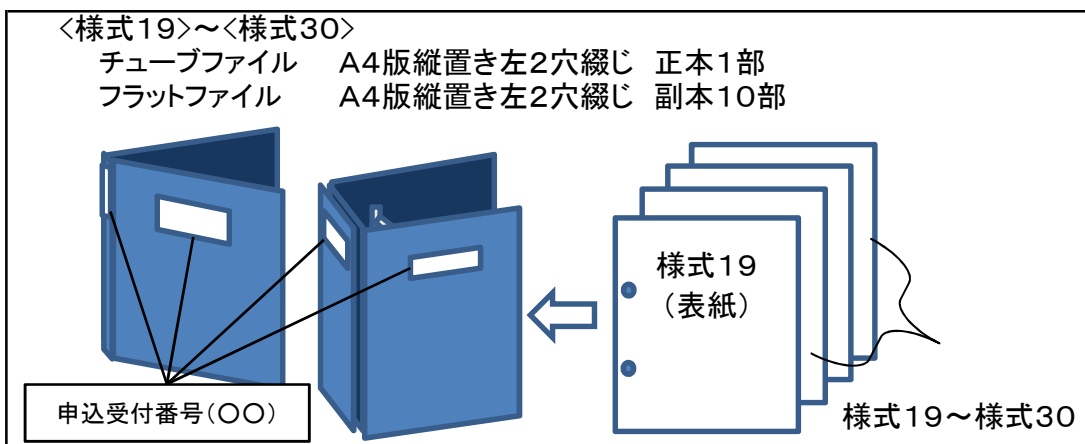 <様式19>～<様式30>
チューブファイル　A4版縦置き左2穴綴じ　正本1部
フラットファイル　A4版縦置き左2穴綴じ　副本10部
様式19
(表紙)
申込受付番号(○○)
様式19～様式30